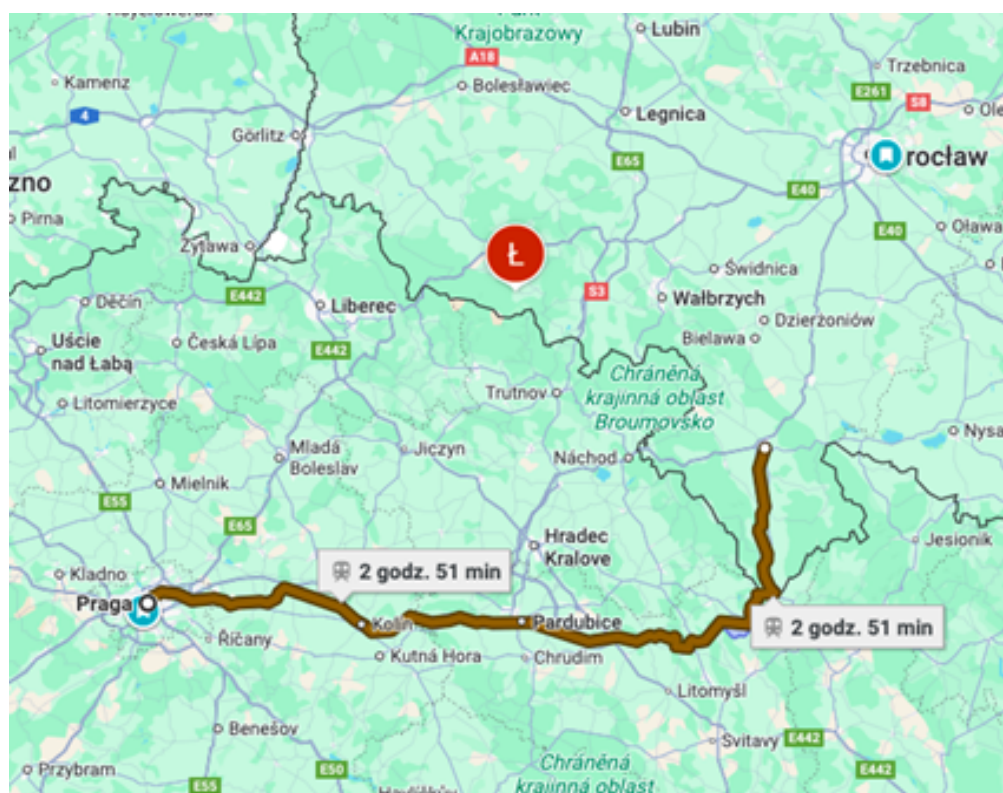 Krajobrazowy
Lubin
A18
Trzebnica
Kamenz
Bolesławiec
E261
S8
4
Legnica
Görlitz
E65
rocław
zno
E40
Pirna
Żytawa
Ł
E40
Oława
Świdnica
Děčín
E442
Liberec
S3
Wałbrzych
Dzierżoniów
Uście
nad Łabą
Česká Lípa
E442
Bielawa
Chráněná
krajinná oblast
Broumovsko
Trutnov
Litomierzyce
Mladá
Boleslav
Jiczyn
Náchod
Nysa
Mielnik
E55
E65
Hradec
Kralove
Jesionik
Kladno
2 godz. 51 min
Praga
Kolín
Pardubice
2 godz. 51 min
Říčany
Kutná Hora
Chrudim
Litomyšl
Benešov
Svitavy
E442
Przybram
E55
E50
Chráněná
krajinná oblast
E442